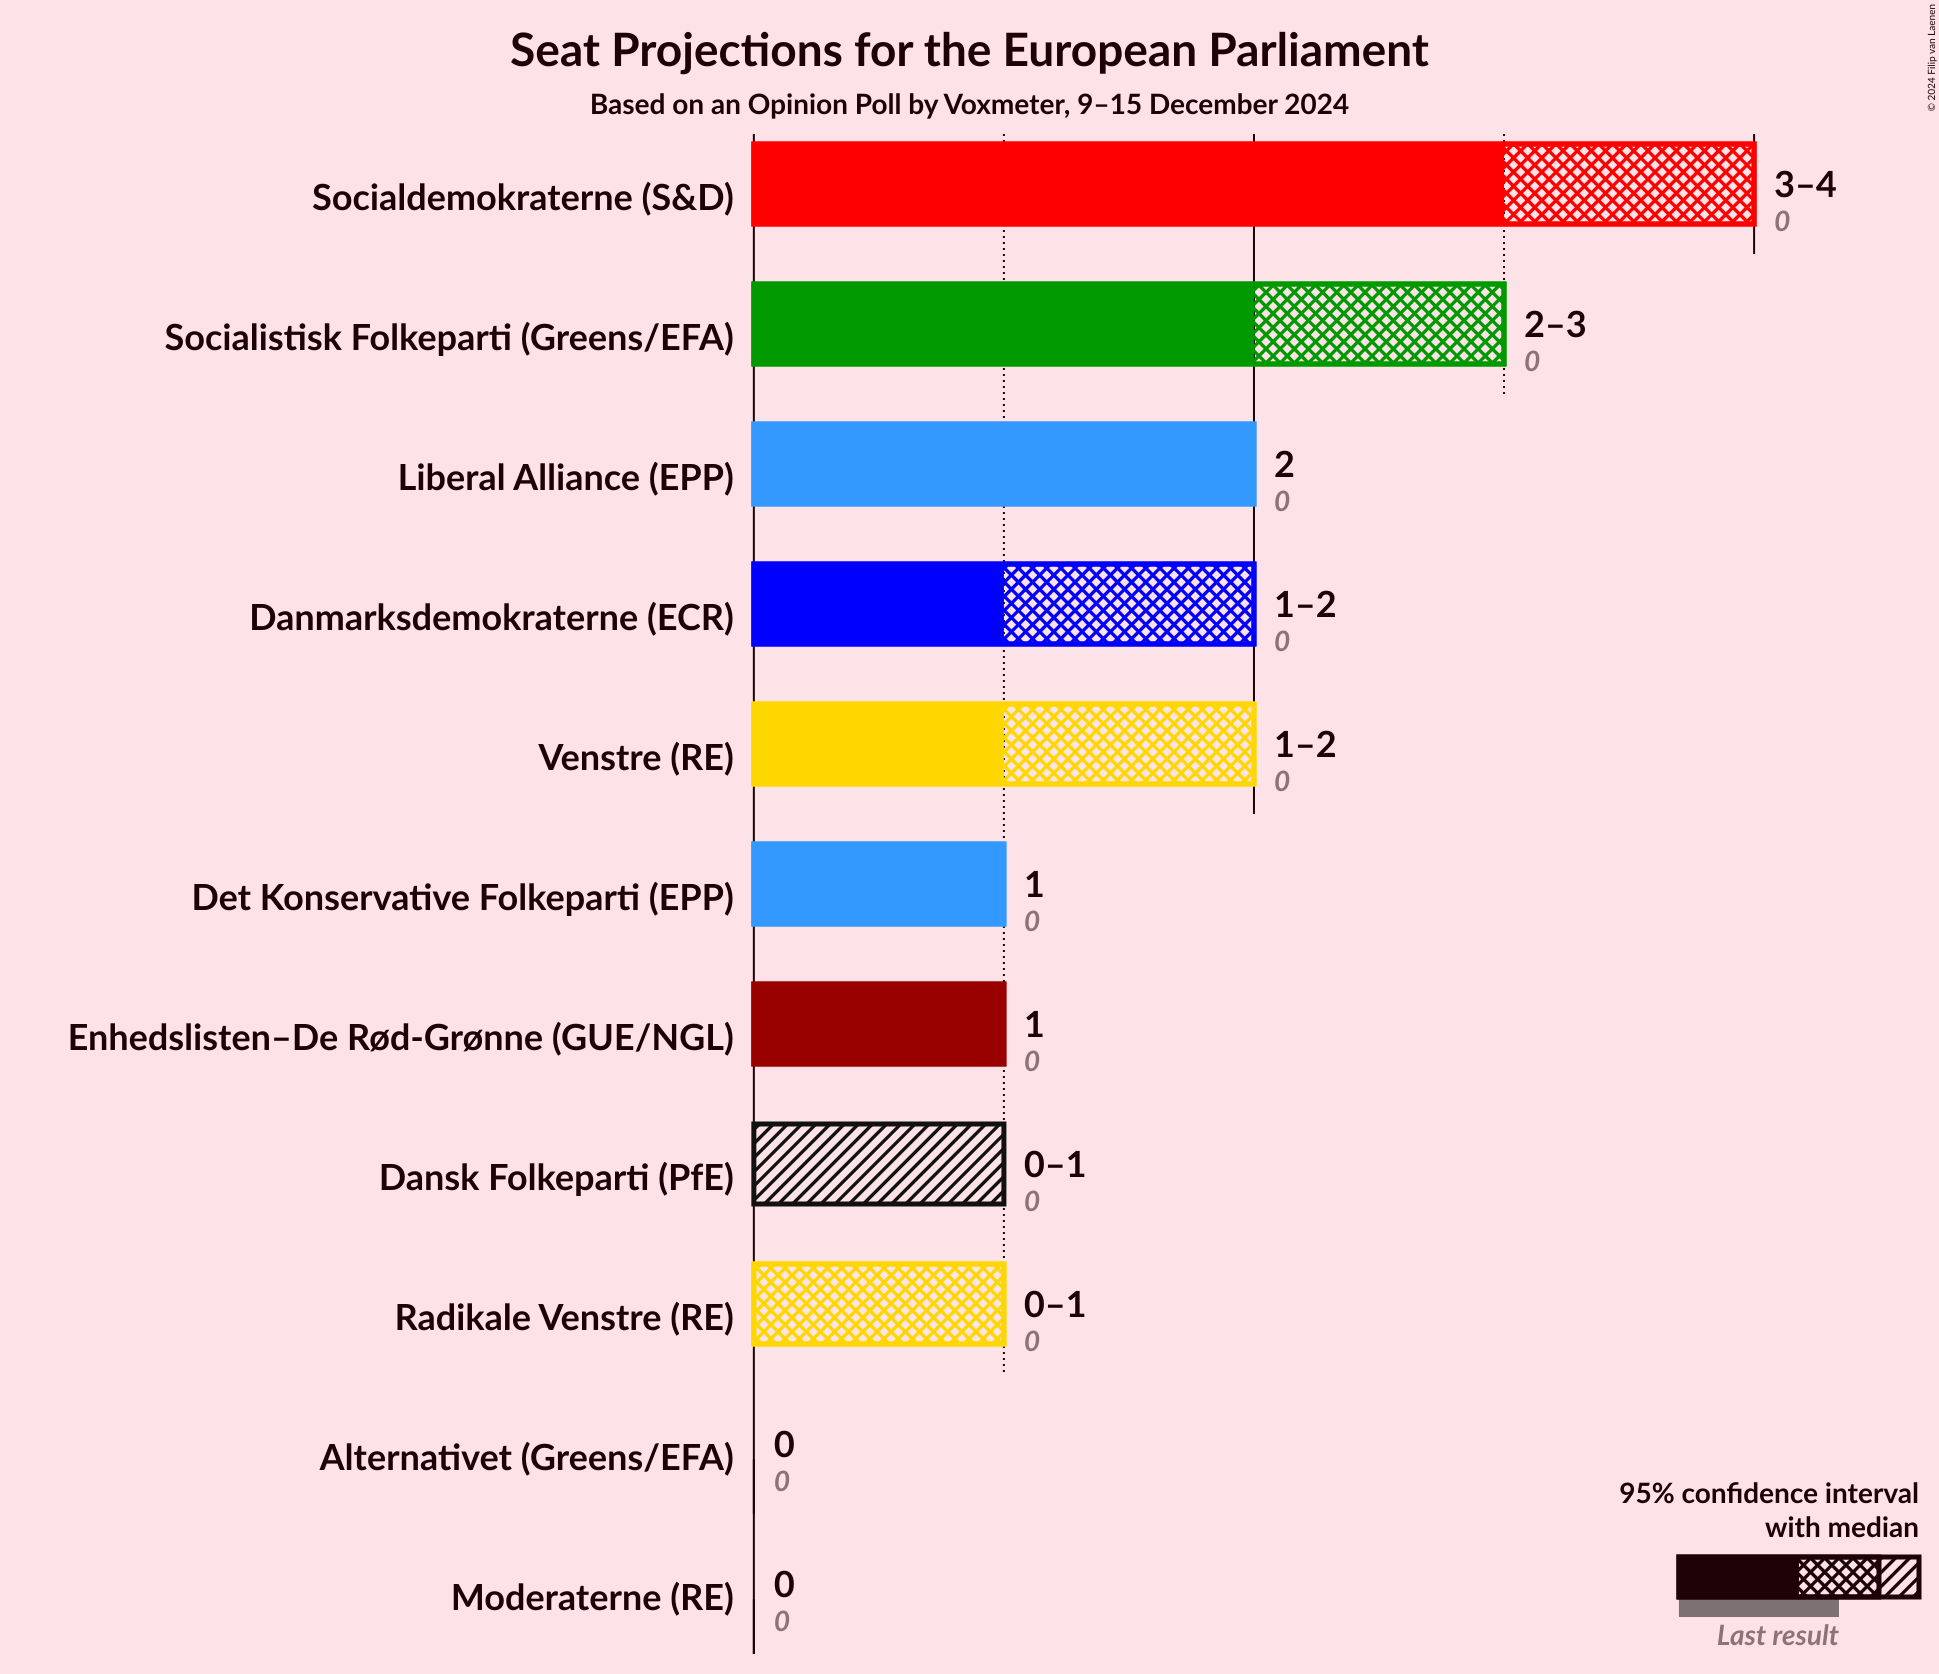 Seat Projections for the European Parliament
Based on an Opinion Poll by Voxmeter, 9–15 December 2024
© 2024 Filip van Laenen
Socialdemokraterne (S&D)
3–4
0
Socialistisk Folkeparti (Greens/EFA)
2–3
0
Liberal Alliance (EPP)
2
0
Danmarksdemokraterne (ECR)
1–2
0
Venstre (RE)
1–2
0
Det Konservative Folkeparti (EPP)
1
0
Enhedslisten–De Rød-Grønne (GUE/NGL)
1
0
Dansk Folkeparti (PfE)
0–1
0
Radikale Venstre (RE)
0–1
0
Alternativet (Greens/EFA)
0
0
Moderaterne (RE)
0
0
95% confidence interval
with median
Last result